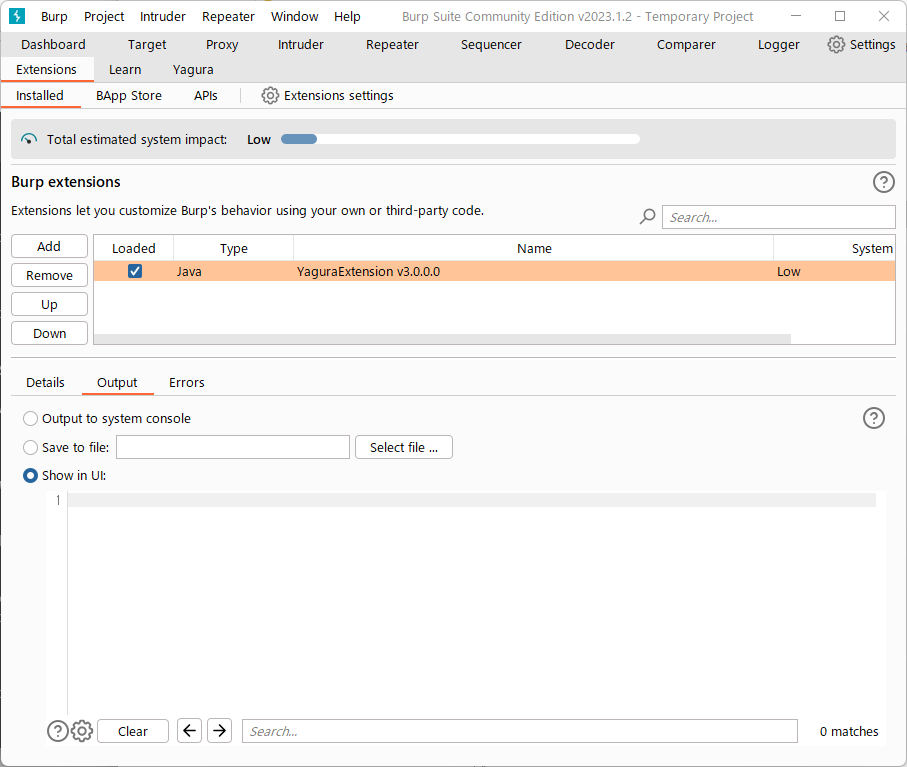 Burp Project Intruder Repeater Window Help Burp Suite Community Edition v2023.1.2 - Temporary Project
Dashboard Target Proxy Intruder Repeater Sequencer Decoder Comparer Logger Settings
Extensions Learn Yagura
Installed BApp Store APIs Extensions settings
Total estimated system impact: Low
Burp extensions
Extensions let you customize Burp's behavior using your own or third-party code.
Search...
Add
Remove
Up
Down
Loaded Type Name System
Java YaguraExtension v3.0.0.0 Low
Details Output Errors
Output to system console
Save to file: Select file ...
Show in UI:
1
Clear Search... 0 matches